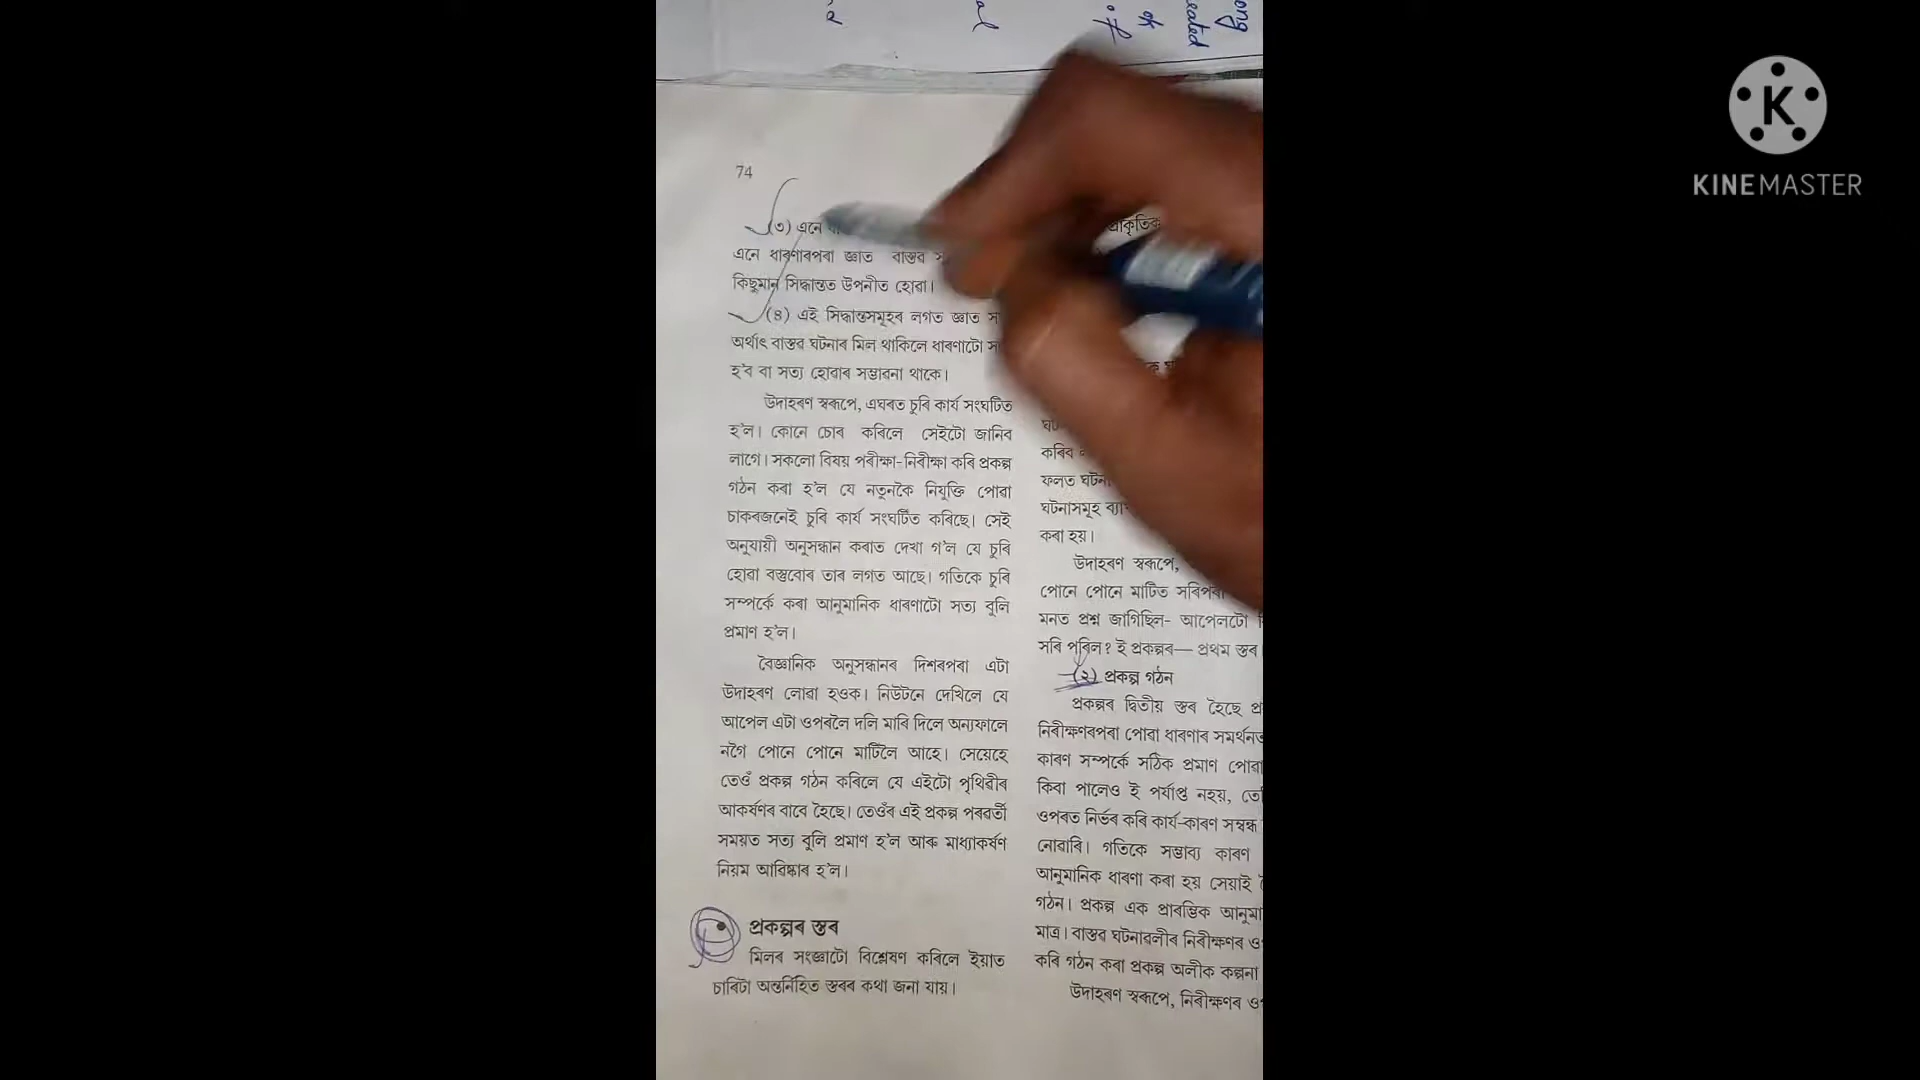 74
(৩) এনে
এনে ধাৰণাৰপৰা জ্ঞাত বাস্তৱ
কিছুমান সিদ্ধান্তত উপনীত হোৱা।
(৪) এই সিদ্ধান্তসমূহৰ লগত জ্ঞাত
অৰ্থাৎ বাস্তৱ ঘটনাৰ মিল থাকিলে ধাৰণাটো
হ'ব বা সত্য হোৱাৰ সম্ভাৱনা থাকে।
উদাহৰণ স্বৰূপে, এঘৰত চুৰি কাৰ্য সংঘটিত
হ'ল। কোনে চোৰ কৰিলে সেইটো জানিব
লাগে। সকলো বিষয় পৰীক্ষা-নিৰীক্ষা কৰি প্ৰকল্প
গঠন কৰা হ'ল যে নতুনকৈ নিযুক্তি পোৱা
চাকৰজনেই চুৰি কাৰ্য সংঘটিত কৰিছে। সেই
অনুযায়ী অনুসন্ধান কৰাত দেখা গ'ল যে চুৰি
হোৱা বস্তুবোৰ তাৰ লগত আছে। গতিকে চুৰি
সম্পৰ্কে কৰা আনুমানিক ধাৰণাটো সত্য বুলি
প্ৰমাণ হ'ল।
বৈজ্ঞানিক অনুসন্ধানৰ দিশৰপৰা এটা
উদাহৰণ লোৱা হওক। নিউটনে দেখিলে যে
আপেল এটা ওপৰলৈ দলি মাৰি দিলে অন্যফালে
নগৈ পোনে পোনে মাটিলৈ আহে। সেয়েহে
তেওঁ প্ৰকল্প গঠন কৰিলে যে এইটো পৃথিৱীৰ
আকৰ্ষণৰ বাবে হৈছে। তেওঁৰ এই প্ৰকল্প পৰৱৰ্তী
সময়ত সত্য বুলি প্ৰমাণ হ'ল আৰু মাধ্যাকৰ্ষণ
নিয়ম আৱিষ্কাৰ হ'ল।
প্ৰকল্পৰ স্তৰ
মিলৰ সংজ্ঞাটো বিশ্লেষণ কৰিলে ইয়াত
চাৰিটা অন্তৰ্নিহিত স্তৰৰ কথা জনা যায়।
কৰিব
ফলত
ঘটনাসমূহ
কৰা হয়।
উদাহৰণ স্বৰূপে,
পোনে পোনে মাটিত সৰিপৰা
মনত প্ৰশ্ন জাগিছিল- আপেলটো
সৰি পৰিল? ই প্ৰকল্পৰ— প্ৰথম স্তৰ
(২) প্ৰকল্প গঠন
প্ৰকল্পৰ দ্বিতীয় স্তৰ হৈছে
নিৰীক্ষণৰপৰা পোৱা ধাৰণাৰ
কাৰণ সম্পৰ্কে সঠিক প্ৰমাণ পোৱা
কিবা পালেও ই পৰ্যাপ্ত নহয়,
ওপৰত নিৰ্ভৰ কৰি কাৰ্য-কাৰণ সম্বন্ধ
নোৱাৰি। গতিকে সম্ভাব্য কাৰণ
আনুমানিক ধাৰণা কৰা হয় সেয়াই
গঠন। প্ৰকল্প এক প্ৰাৰম্ভিক
মাত্ৰ। বাস্তৱ ঘটনাৱলীৰ নিৰীক্ষণৰ
কৰি গঠন কৰা প্ৰকল্প অলীক কল্পনা
উদাহৰণ স্বৰূপে, নিৰীক্ষণৰ
K
KINEMASTER